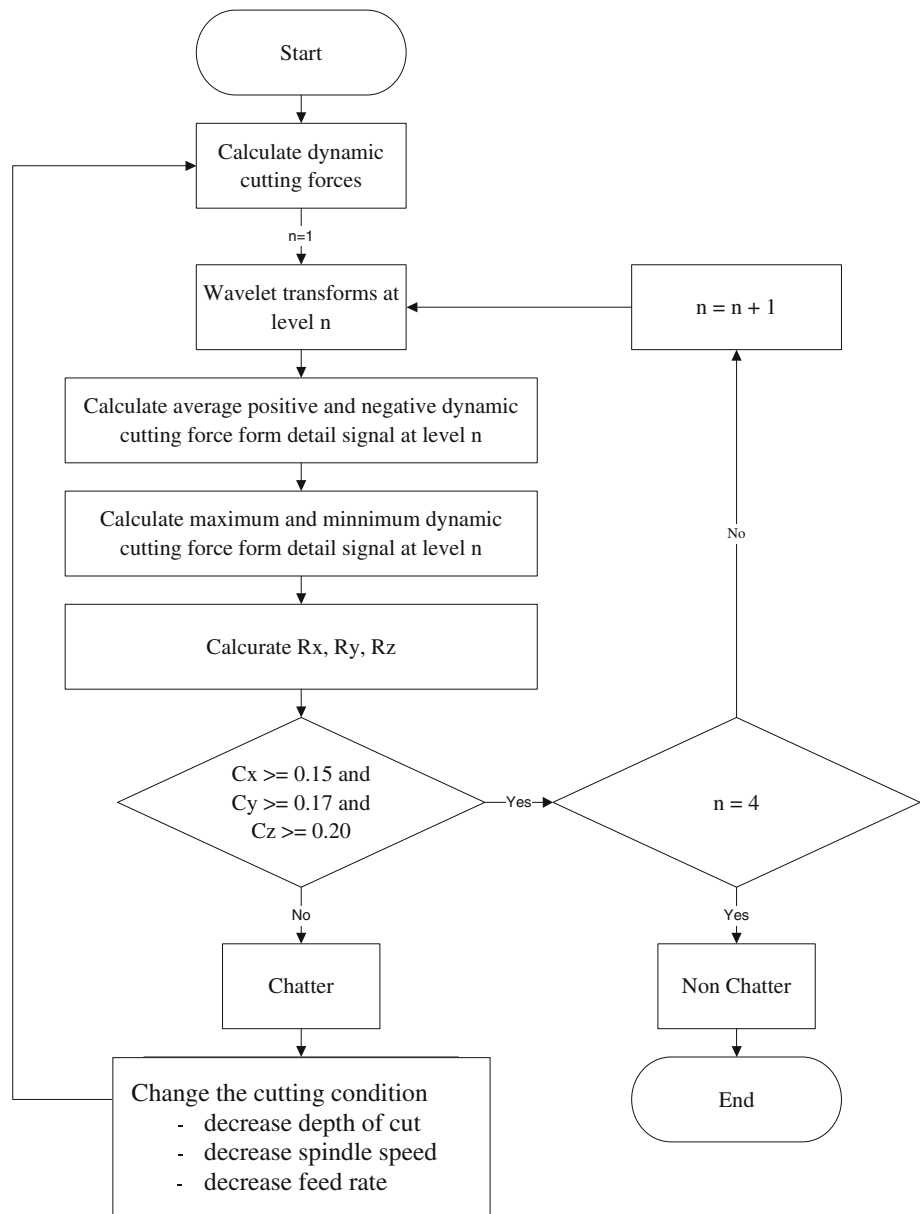 Start
Calculate dynamic
cutting forces
n=1
Wavelet transforms at
level n
n = n + 1
Calculate average positive and negative dynamic
cutting force form detail signal at level n
Calculate maximum and minnimum dynamic
cutting force form detail signal at level n
No
Calcurate Rx, Ry, Rz
Cx >= 0.15 and
Cy >= 0.17 and
Cz >= 0.20
Yes
n = 4
No
Yes
Chatter
Non Chatter
Change the cutting condition
- decrease depth of cut
- decrease spindle speed
- decrease feed rate
End